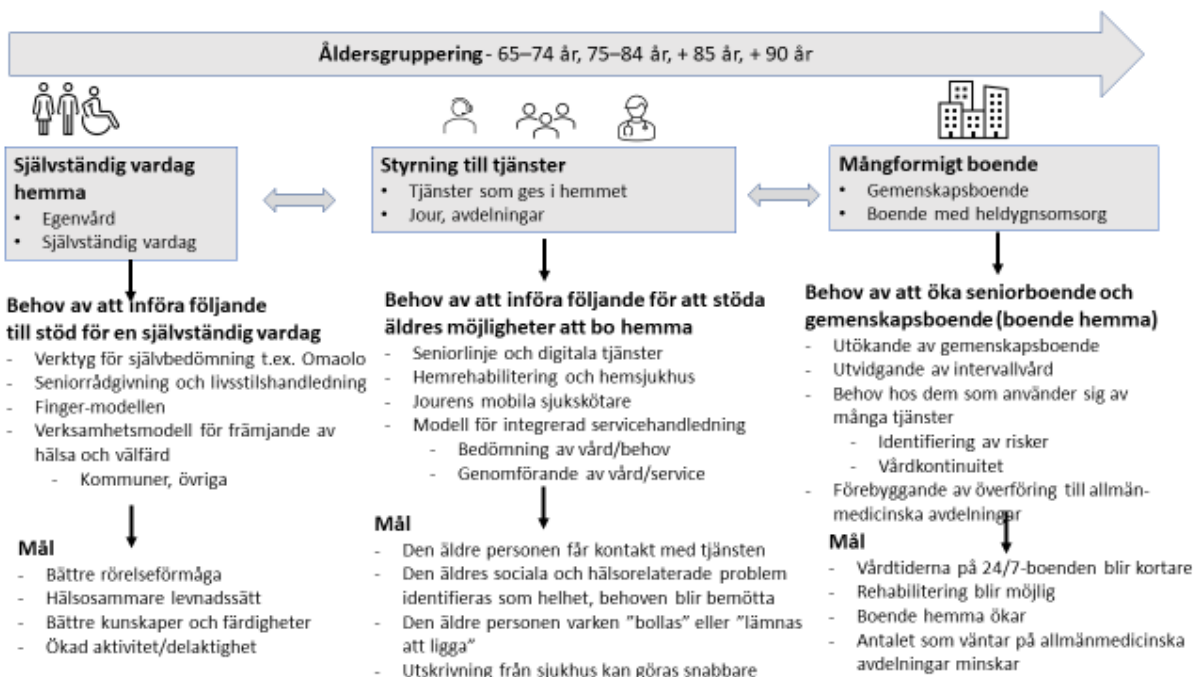 Åldersgruppering - 65–74 år, 75–84 år, + 85 år, + 90 år
Självständig vardag
hemma
• Egenvård
• Självständig vardag
Behov av att införa följande
till stöd för en självständig vardag
- Verktyg för självbedömning t.ex. Omaolo
- Seniorrådgivning och livsstilshandledning
- Finger-modellen
- Verksamhetsmodell för främjande av
hälsa och välfärd
- Kommuner, övriga
Mål
- Bättre rörelseförmåga
- Hälsosammare levnadssätt
- Bättre kunskaper och färdigheter
- Ökad aktivitet/delaktighet
Styrning till tjänster
• Tjänster som ges i hemmet
• Jour, avdelningar
Behov av att införa följande för att stöda
äldres möjligheter att bo hemma
- Seniorlinje och digitala tjänster
- Hemrehabilitering och hemsjukhus
- Jourens mobila sjukskötare
- Modell för integrerad servicehandledning
- Bedömning av vård/behov
- Genomförande av vård/service
Mål
- Den äldre personen får kontakt med tjänsten
- Den äldres sociala och hälsorelaterade problem
identifieras som helhet, behoven blir bemötta
- Den äldre personen varken ”bollas” eller ”lämnas
att ligga”
- Utskrivning från sjukhus kan göras snabbare
Mångformigt boende
• Gemenskapsboende
• Boende med heldygnsomsorg
Behov av att öka seniorboende och
gemenskapsboende (boende hemma)
- Utökande av gemenskapsboende
- Utvidgande av intervallvård
- Behov hos dem som använder sig av
många tjänster
- Identifiering av risker
- Vårdkontinuitet
- Förebyggande av överföring till allmän-
medicinska avdelningar
Mål
- Vårdtiderna på 24/7-boenden blir kortare
- Rehabilitering blir möjlig
- Boende hemma ökar
- Antalet som väntar på allmänmedicinska
avdelningar minskar